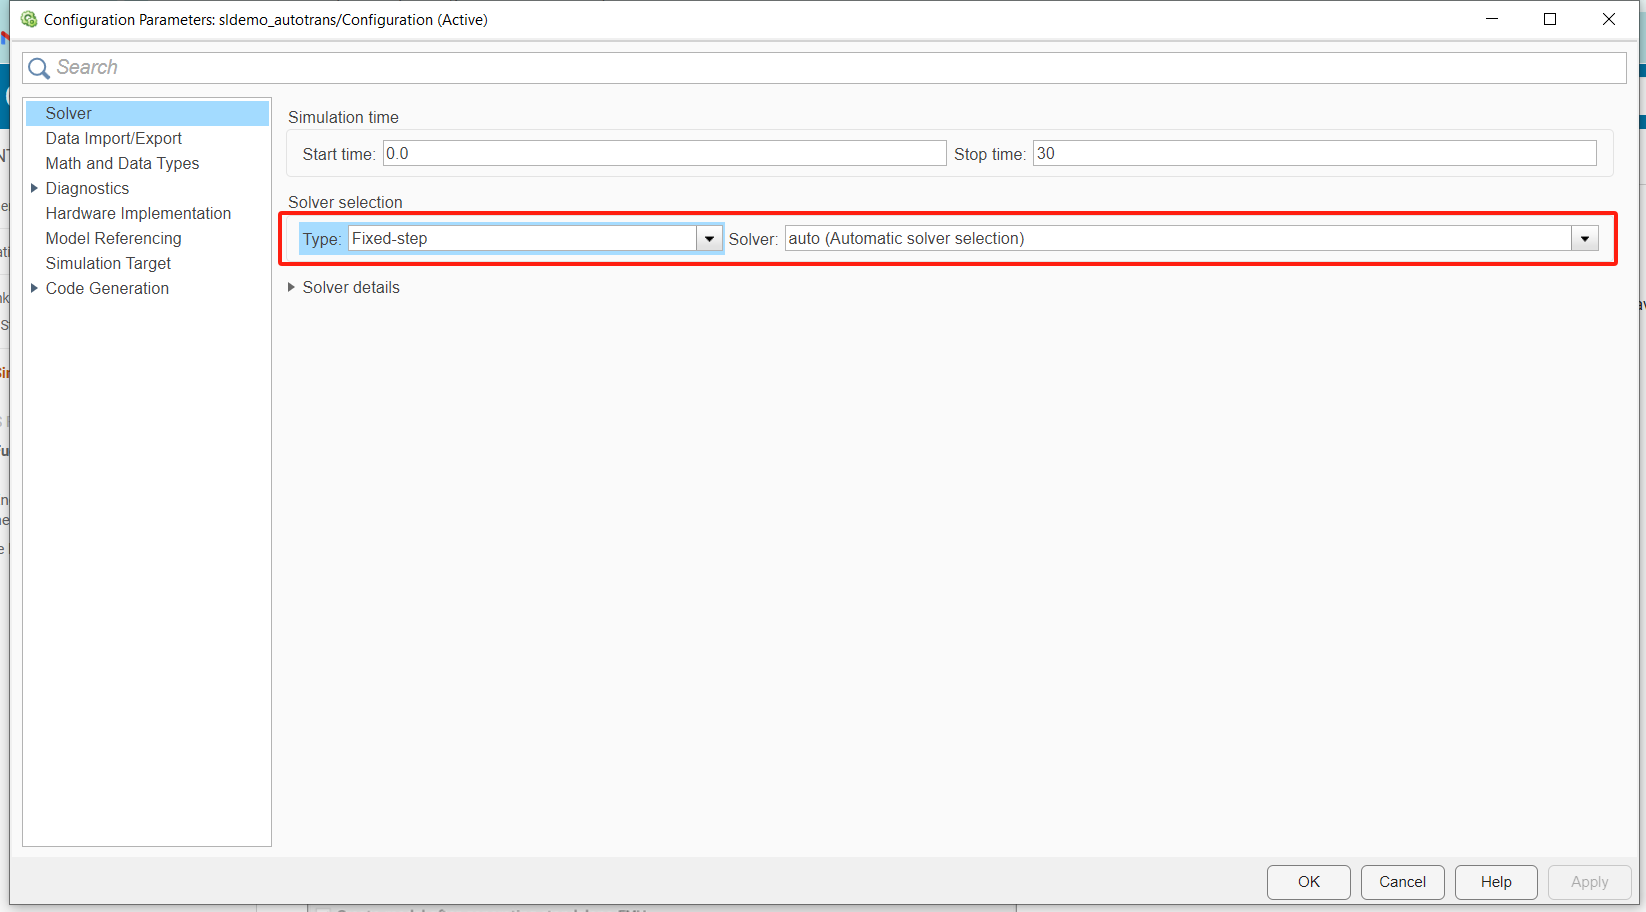 Configuration Parameters: sldemo_autotrans/Configuration (Active)
Search
Solver
Data Import/Export
Math and Data Types
Diagnostics
Hardware Implementation
Model Referencing
Simulation Target
Code Generation
Simulation time
Start time: 0.0 Stop time: 30
Solver selection
Type: Fixed-step Solver: auto (Automatic solver selection)
Solver details
OK Cancel Help Apply